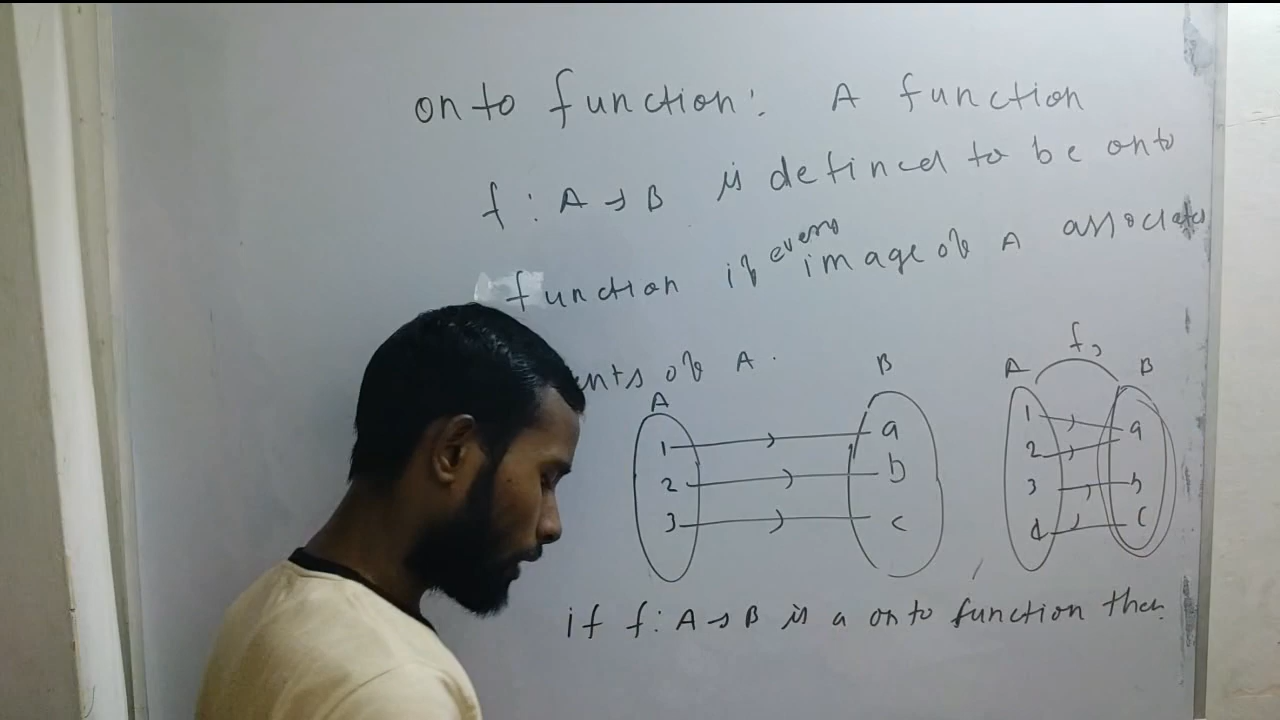 onto function: A function
f: A → B is defined to be onto
function if every image of A associates
nts of A.
A B
1 a
2 b
3 c
f,
A B
1 a
2
3 b
4 c
if f: A → B is a onto function then.